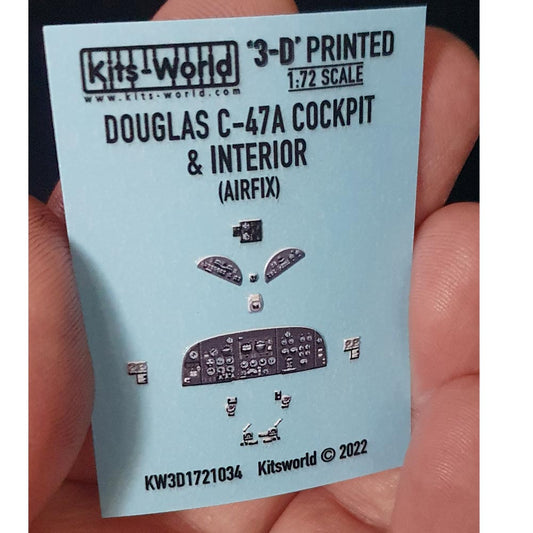 Kits-World
'3-D' PRINTED
1:72 SCALE
www.kits-world.com
DOUGLAS C-47A COCKPIT
& INTERIOR
(AIRFIX)
KW3D1721034 Kitsworld © 2022